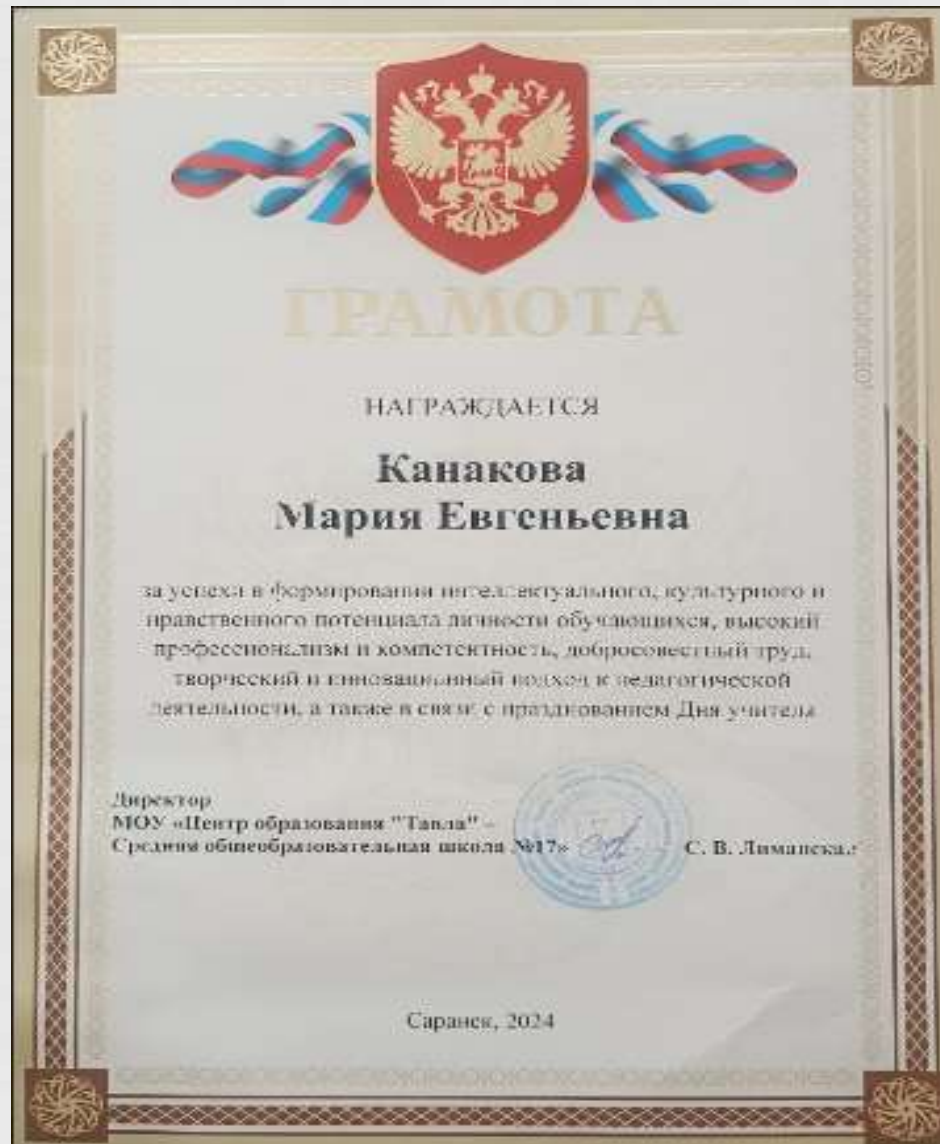 ГРАМОТА
НАГРАЖДАЕТСЯ
Канакова
Мария Евгеньевна
за успехи в формировании интеллектуального, культурного и
нравственного потенциала личности обучающихся, высокий
профессионализм и компетентность, добросовестный труд,
творческий и инновационный подход к педагогической
деятельности, а также в связи с празднованием Дня учителя
Директор
МОУ «Центр образования "Тавла" –
Средняя общеобразовательная школа №17» С. В. Лиманская
Саранск, 2024